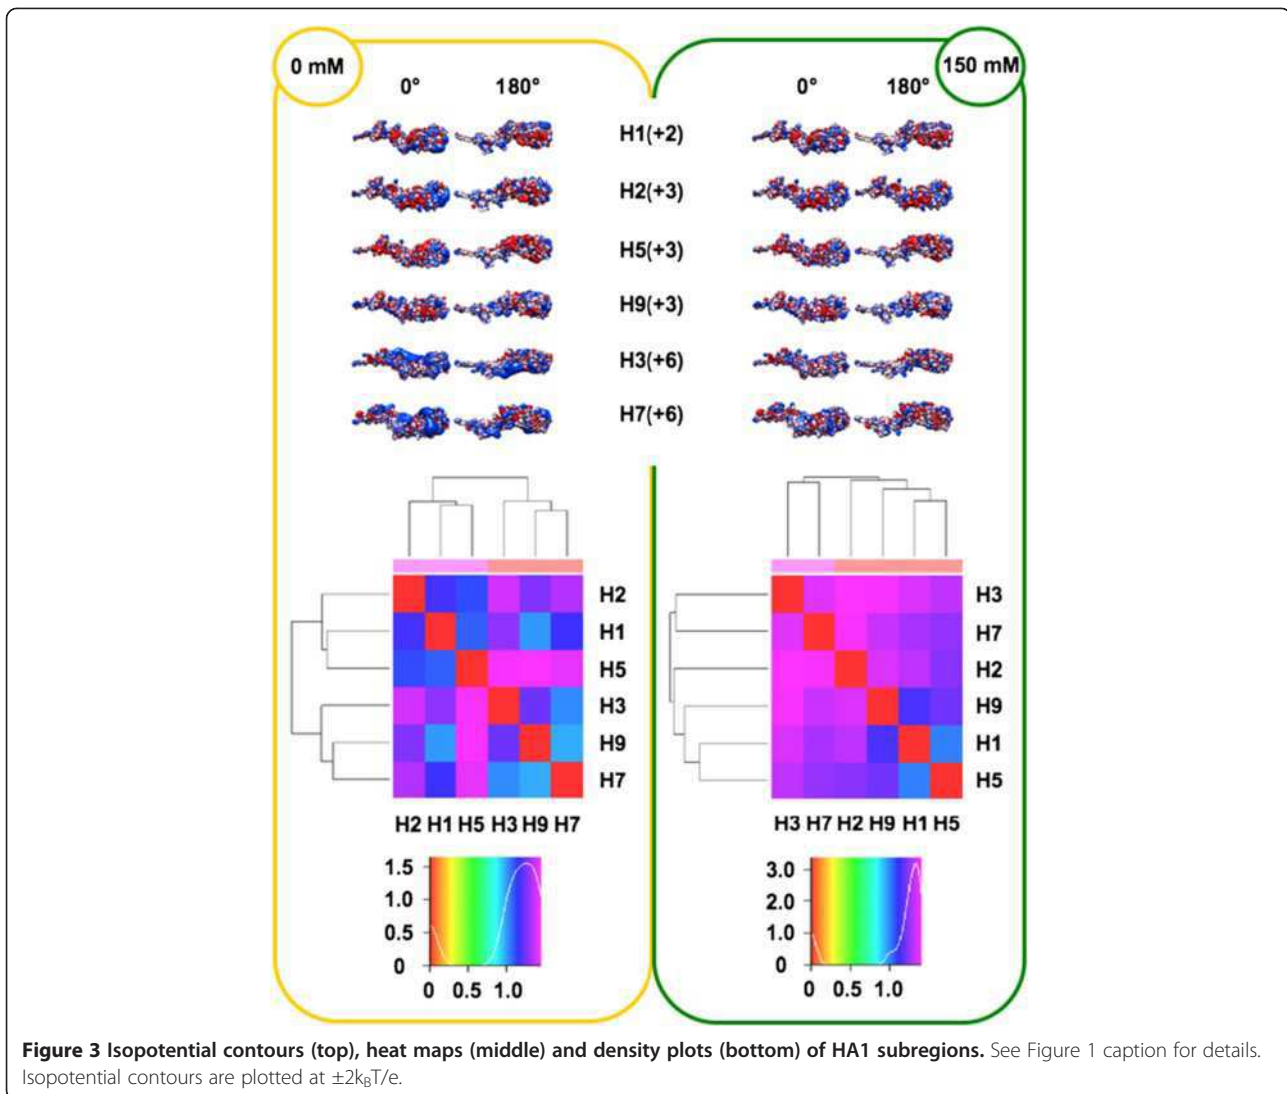 0 mM
150 mM
0° 180° 0° 180°
H1(+2)
H2(+3)
H5(+3)
H9(+3)
H3(+6)
H7(+6)
H2 H3
H1 H7
H5 H2
H3 H9
H9 H1
H7 H5
H2 H1 H5 H3 H9 H7 H3 H7 H2 H9 H1 H5
1.5 3.0
1.0 2.0
0.5 1.0
0 0
0 0.5 1.0 0 0.5 1.0
Figure 3 Isopotential contours (top), heat maps (middle) and density plots (bottom) of HA1 subregions. See Figure 1 caption for details.
Isopotential contours are plotted at ±2k_BT/e.